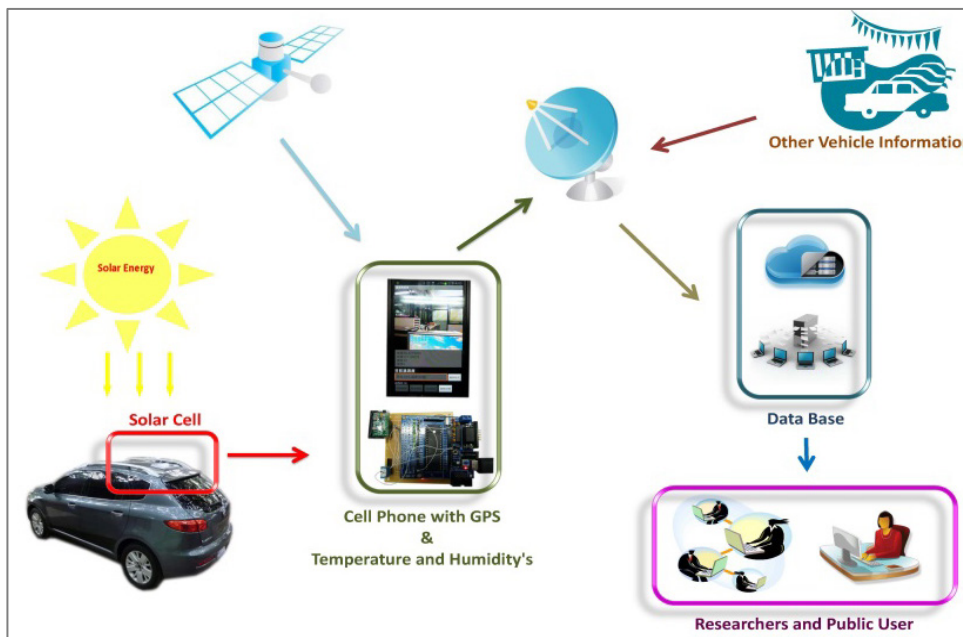 Other Vehicle Information
Solar Energy
Solar Cell
Data Base
Cell Phone with GPS
&
Temperature and Humidity's
Researchers and Public User